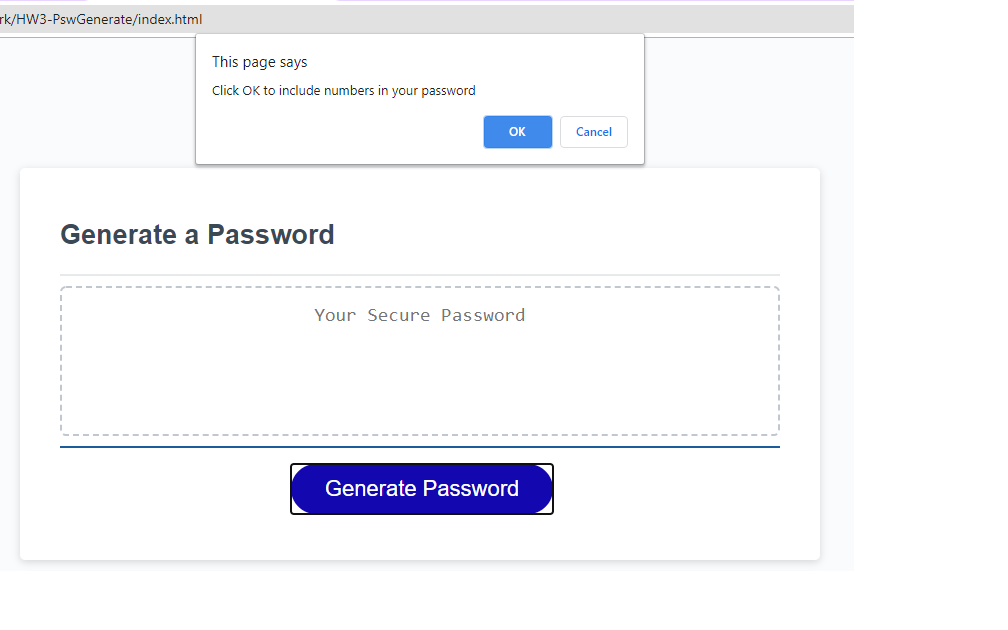 rk/HW3-PswGenerate/index.html
This page says
Click OK to include numbers in your password
OK
Cancel
Generate a Password
Your Secure Password
Generate Password